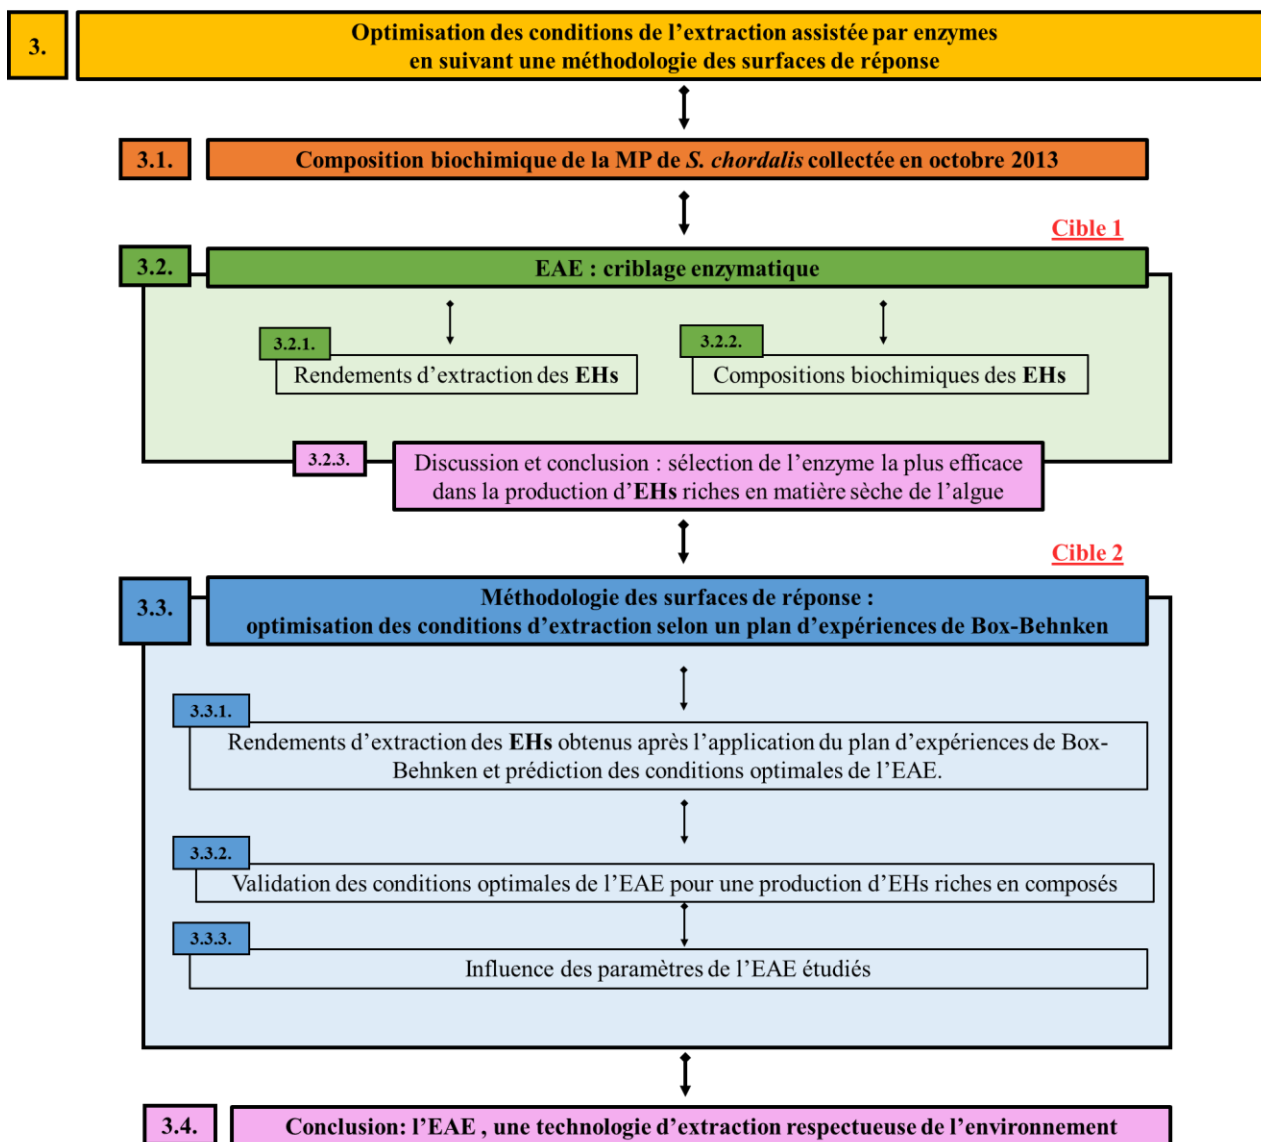 3.
Optimisation des conditions de l’extraction assistée par enzymes
en suivant une méthodologie des surfaces de réponse
3.1.
Composition biochimique de la MP de S. chordalis collectée en octobre 2013
Cible 1
3.2.
EAE : criblage enzymatique
3.2.1.
Rendements d’extraction des EHs
3.2.2.
Compositions biochimiques des EHs
3.2.3.
Discussion et conclusion : sélection de l’enzyme la plus efficace
dans la production d’EHs riches en matière sèche de l’algue
Cible 2
3.3.
Méthodologie des surfaces de réponse :
optimisation des conditions d’extraction selon un plan d’expériences de Box-Behnken
3.3.1.
Rendements d’extraction des EHs obtenus après l’application du plan d’expériences de Box-
Behnken et prédiction des conditions optimales de l’EAE.
3.3.2.
Validation des conditions optimales de l’EAE pour une production d’EHs riches en composés
3.3.3.
Influence des paramètres de l’EAE étudiés
3.4.
Conclusion: l’EAE , une technologie d’extraction respectueuse de l’environnement